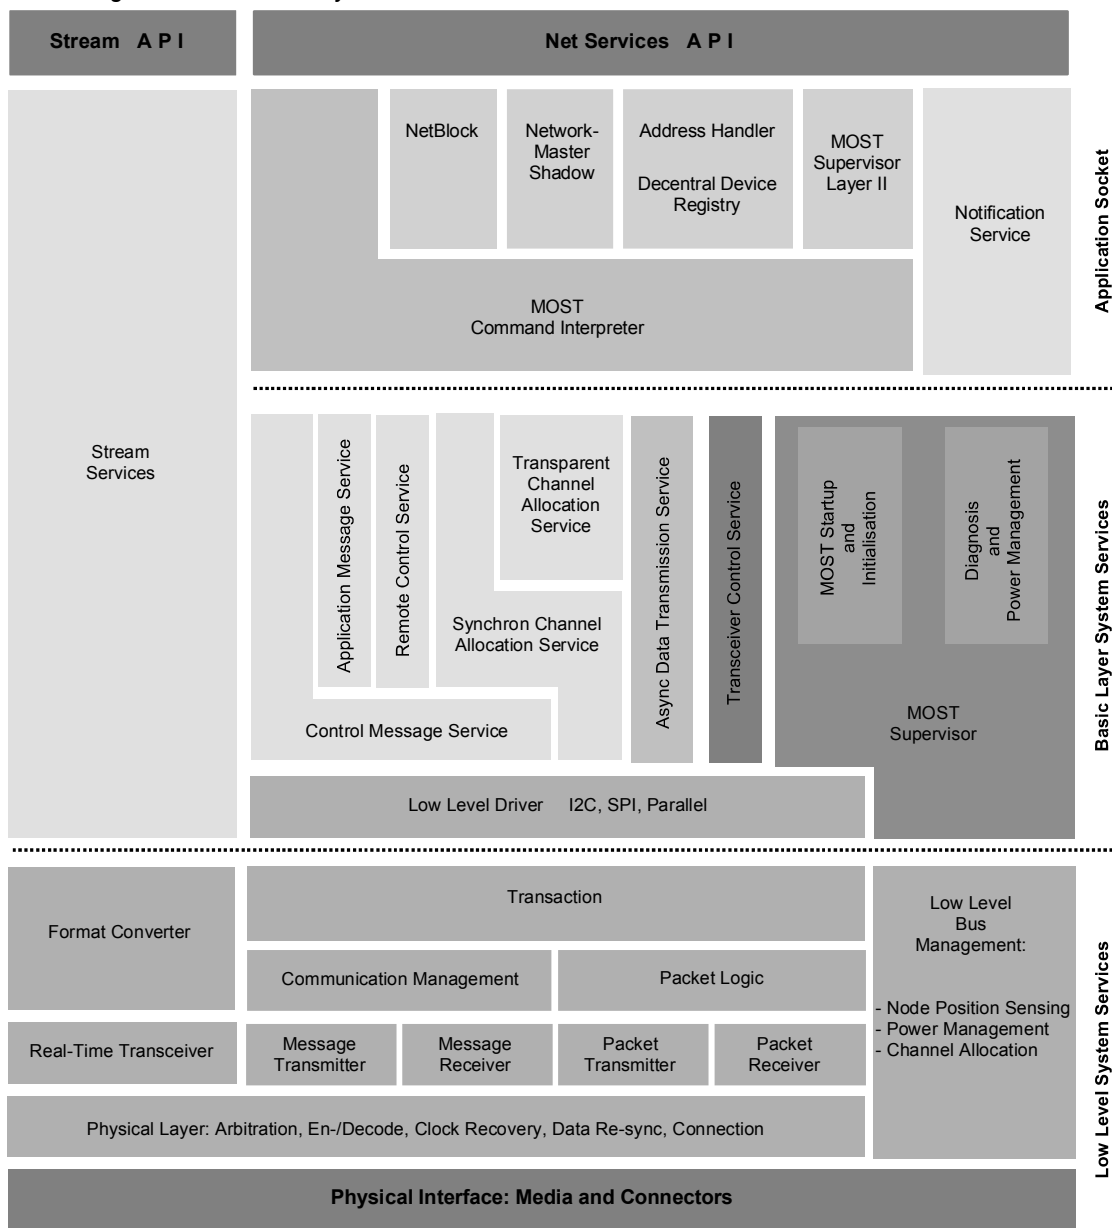 Stream A P I
Net Services A P I
NetBlock
Network-
Master
Shadow
Address Handler
Decentral Device
Registry
MOST
Supervisor
Layer II
Notification
Service
MOST
Command Interpreter
Application Socket
Stream
Services
Application Message Service
Remote Control Service
Transparent
Channel
Allocation
Service
Synchron Channel
Allocation Service
Control Message Service
Async Data Transmission Service
Transceiver Control Service
MOST Startup
and
Initialisation
Diagnosis
and
Power Management
MOST
Supervisor
Low Level Driver I2C, SPI, Parallel
Basic Layer System Services
Format Converter
Transaction
Low Level
Bus
Management:
Communication Management
Packet Logic
- Node Position Sensing
- Power Management
- Channel Allocation
Real-Time Transceiver
Message
Transmitter
Message
Receiver
Packet
Transmitter
Packet
Receiver
Physical Layer: Arbitration, En-/Decode, Clock Recovery, Data Re-sync, Connection
Low Level System Services
Physical Interface: Media and Connectors